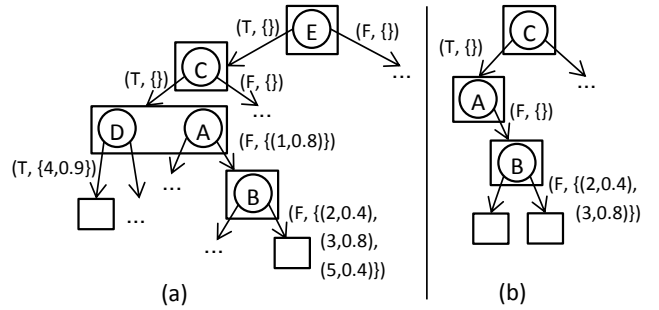 E
(T, {})
(F, {})
C
...
(T, {})
(F, {})
...
D
A
(F, {(1,0.8)})
(T, {4,0.9})
...
...
B
(F, {(2,0.4),
(3,0.8),
(5,0.4)})
...
(a)
C
(T, {})
...
A
(F, {})
B
(F, {(2,0.4),
(3,0.8)})
(b)